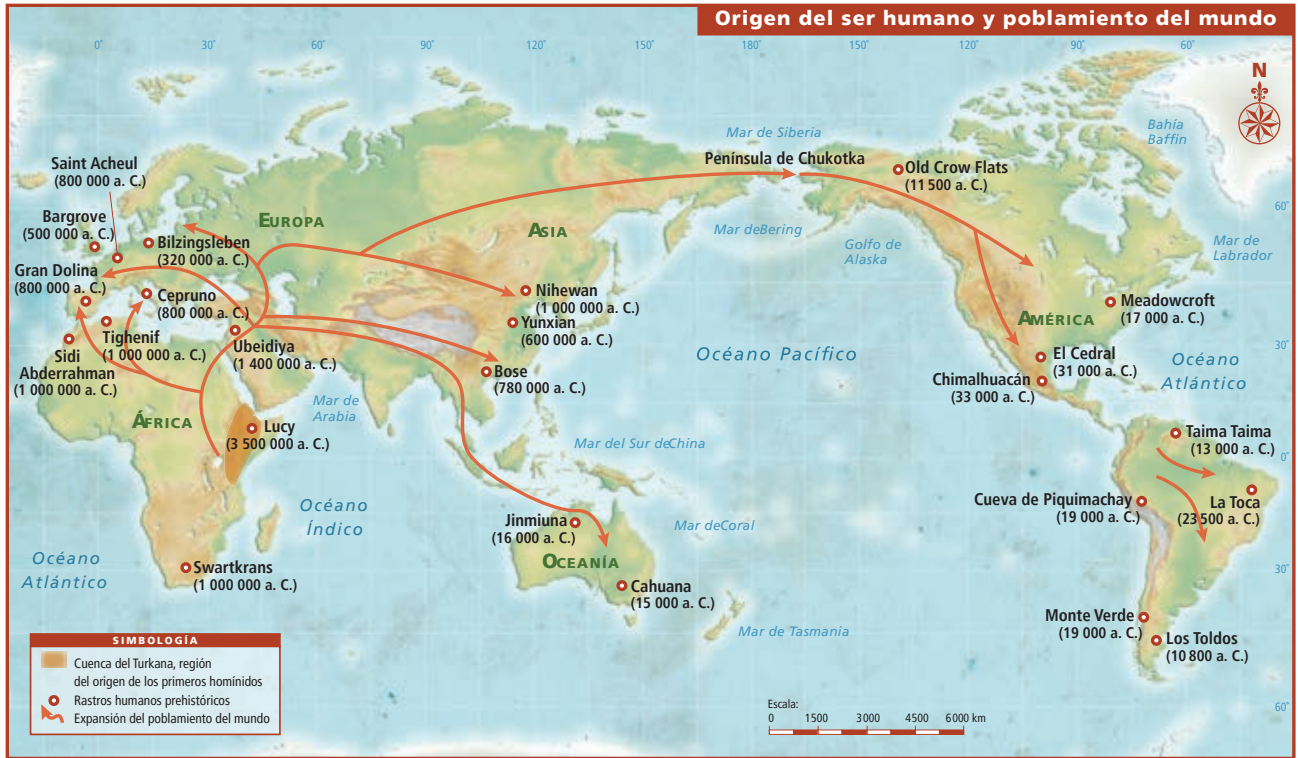 Origen del ser humano y poblamiento del mundo
0°
30°
60°
90°
120°
150°
180°
150°
120°
90°
60°
N
Mar de Siberia
Bahía
Baffin
Península de Chukotka
Old Crow Flats
(11 500 a. C.)
Saint Acheul
(800 000 a. C.)
Bargrove
(500 000 a. C.)
EUROPA
ASIA
60°
Mar deBering
Golfo de
Alaska
Mar de
Labrador
Bilzingsleben
(320 000 a. C.)
Gran Dolina
(800 000 a. C.)
Cepruno
(800 000 a. C.)
Nihewan
(1 000 000 a. C.)
Yunxian
(600 000 a. C.)
Meadowcroft
(17 000 a. C.)
AMÉRICA
Tighenif
(1 000 000 a. C.)
Ubeidiya
(1 400 000 a. C.)
Sidi
Abderrahman
(1 000 000 a. C.)
Océano Pacífico
30°
El Cedral
(31 000 a. C.)
Océano
Atlántico
Bose
(780 000 a. C.)
Chimalhuacán
(33 000 a. C.)
Mar de
Arabia
ÁFRICA
Lucy
(3 500 000 a. C.)
Mar del Sur deChina
Taima Taima
(13 000 a. C.)
0°
Océano
Índico
Cueva de Piquimachay
(19 000 a. C.)
La Toca
(23 500 a. C.)
Jinmiuna
(16 000 a. C.)
Mar deCoral
Océano
Atlántico
OCEANÍA
Swartkrans
(1 000 000 a. C.)
30°
Cahuana
(15 000 a. C.)
Mar de Tasmania
Monte Verde
(19 000 a. C.)
Los Toldos
(10 800 a. C.)
SIMBOLOGÍA
Cuenca del Turkana, región
del origen de los primeros homínidos
Rastros humanos prehistóricos
Expansión del poblamiento del mundo
Escala:
0 1500 3000 4500 6000 km
60°